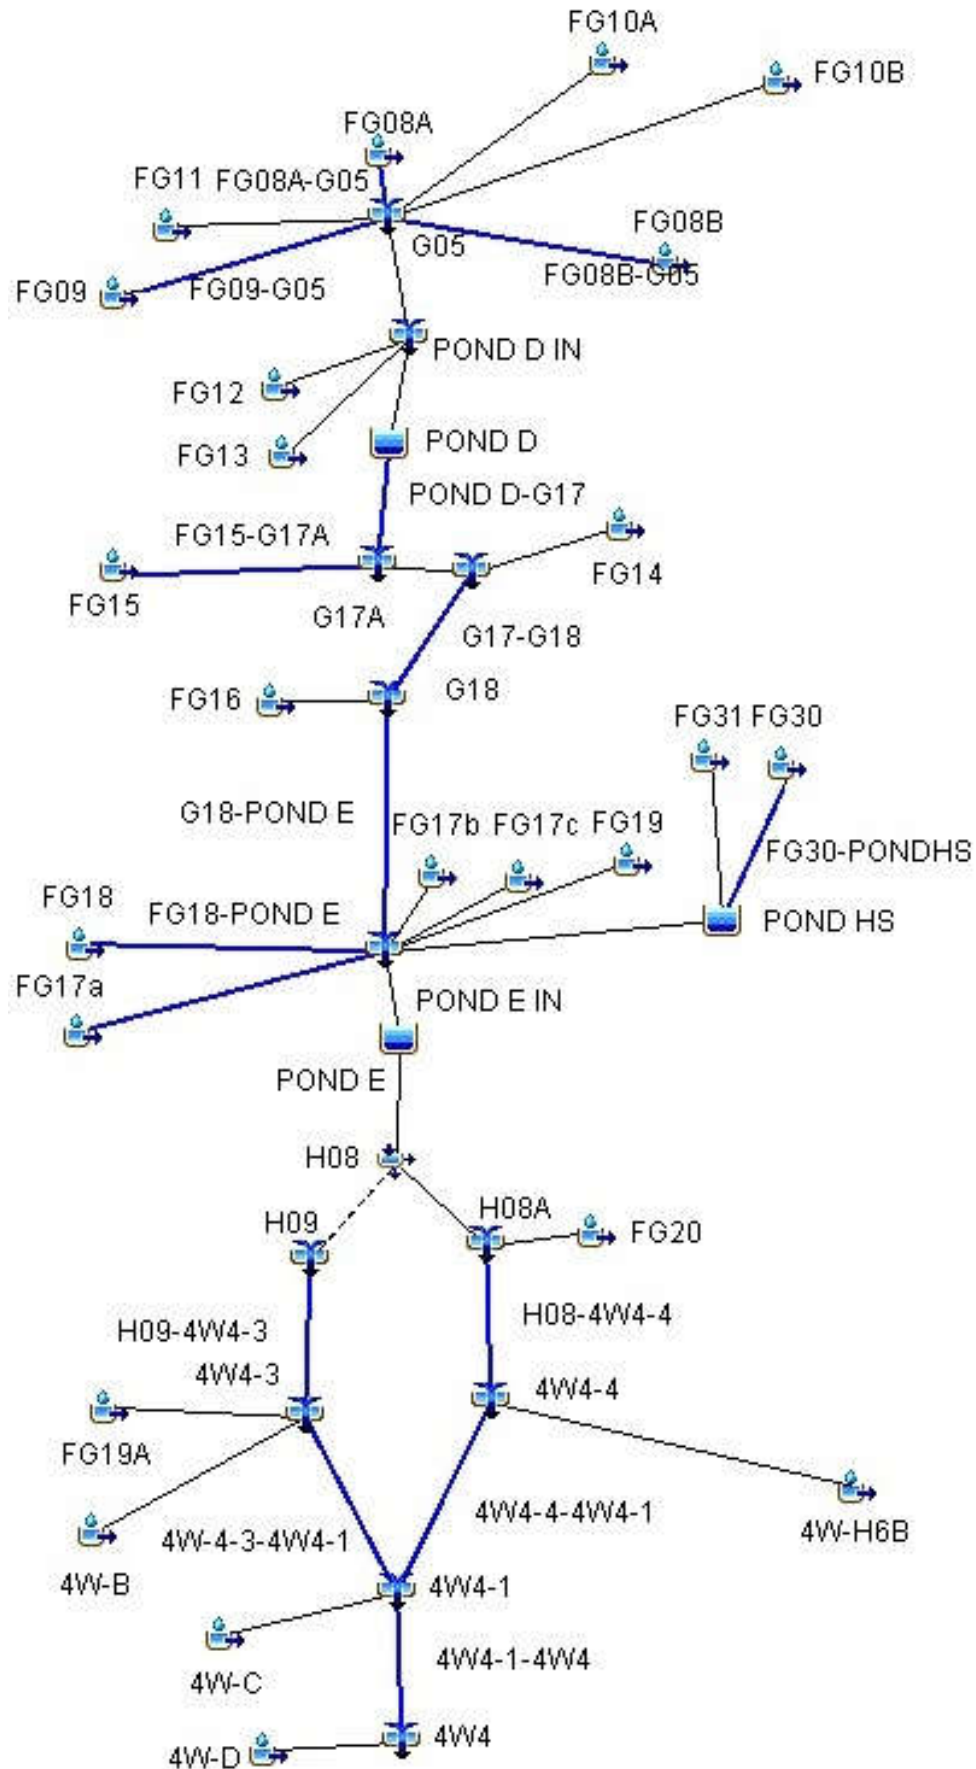 FG10A
FG10B
FG08A
FG11 FG08A-G05
FG08B
G05
FG08B-G05
FG09
FG09-G05
POND D IN
FG12
FG13
POND D
POND D-G17
FG15-G17A
FG14
FG15
G17A
G17-G18
G18
FG16
FG31 FG30
G18-POND E
FG17b FG17c FG19
FG30-PONDHS
FG18
FG18-POND E
POND HS
FG17a
POND E IN
POND E
H08
H08A
H09
FG20
H09-4W4-3
H08-4W4-4
4W4-3
4W4-4
FG19A
4W-4-3-4W4-1
4W4-4-4W4-1
4W-H6B
4W-B
4W4-1
4W-C
4W4-1-4W4
4W4
4W-D